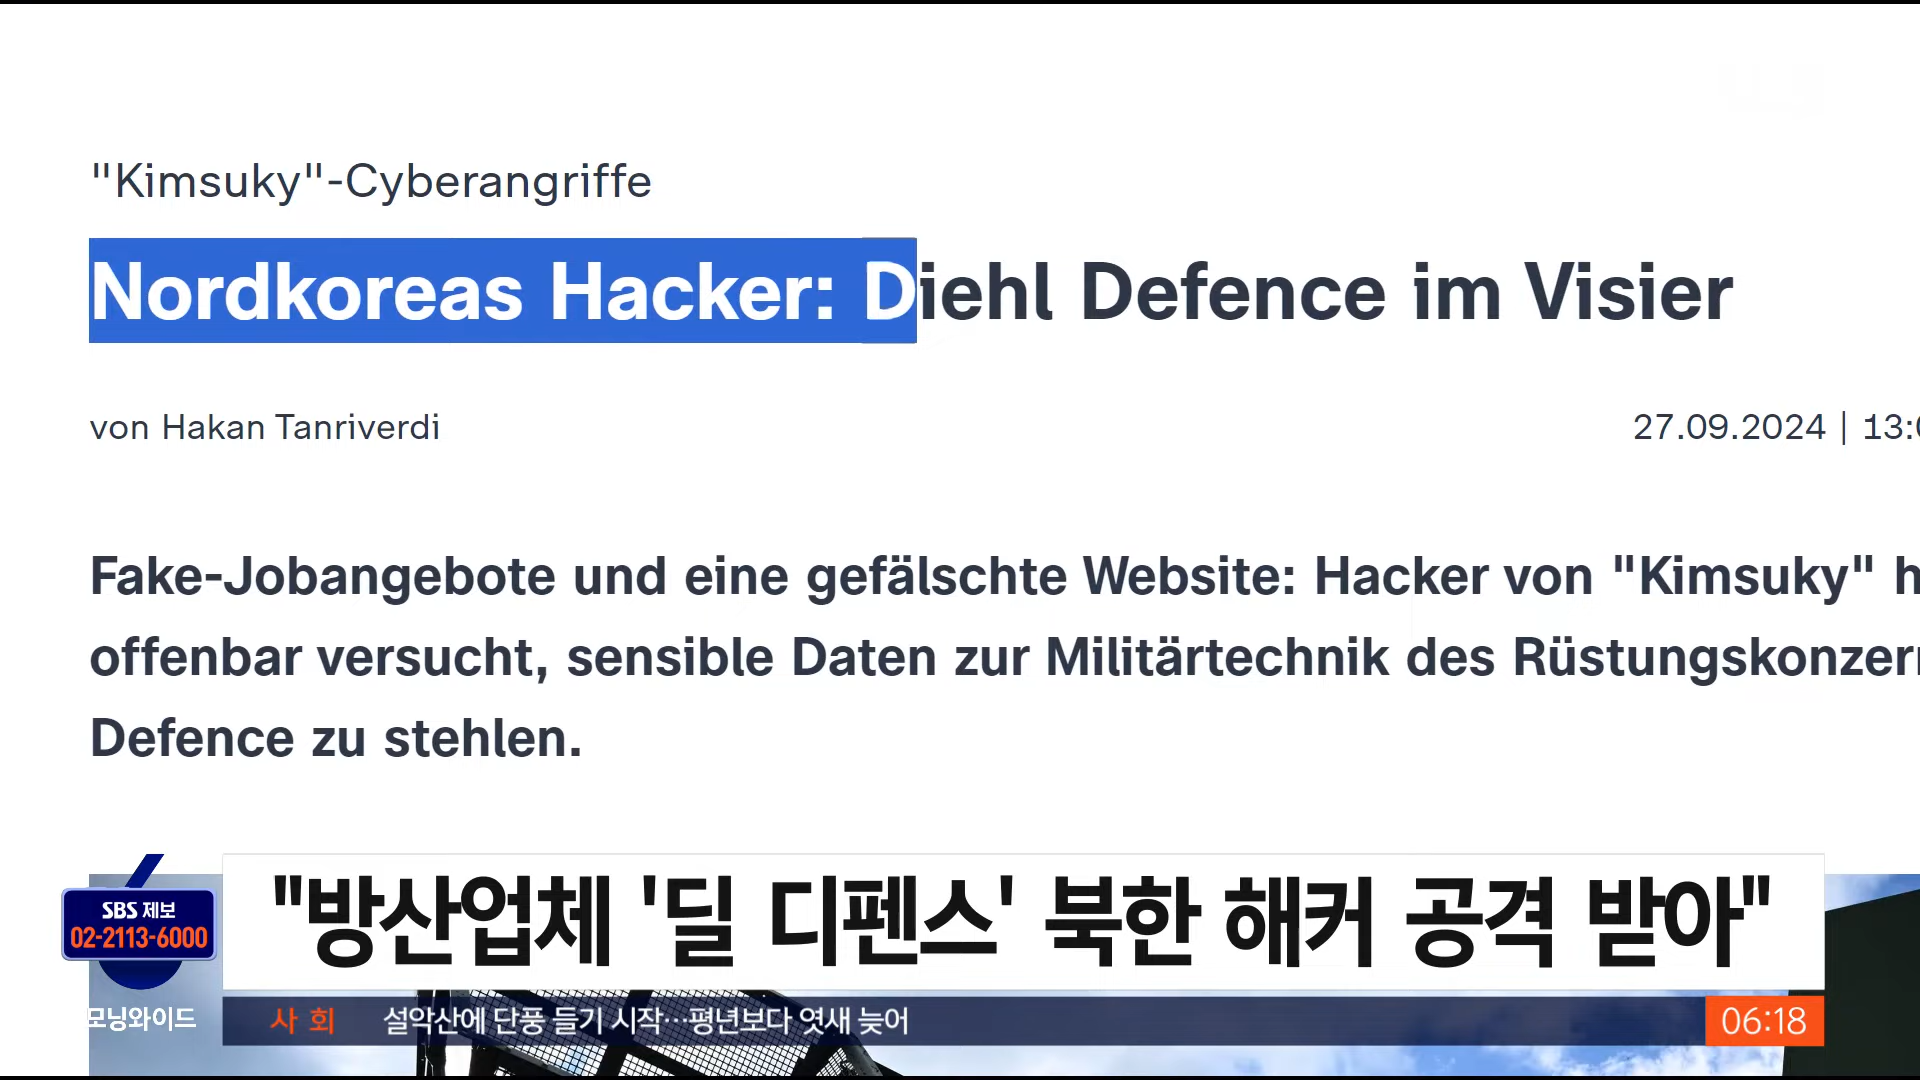 "Kimsuky"-Cyberangriffe
Nordkoreas Hacker: Diehl Defence im Visier
von Hakan Tanriverdi
27.09.2024 | 13:0
Fake-Jobangebote und eine gefälschte Website: Hacker von "Kimsuky" h
offenbar versucht, sensible Daten zur Militärtechnik des Rüstungskonzern
Defence zu stehlen.
"방산업체 '딜 디펜스' 북한 해커 공격 받아"
SBS 제보
02-2113-6000
모닝와이드
사회 설악산에 단풍 들기 시작…평년보다 엿새 늦어
06:18